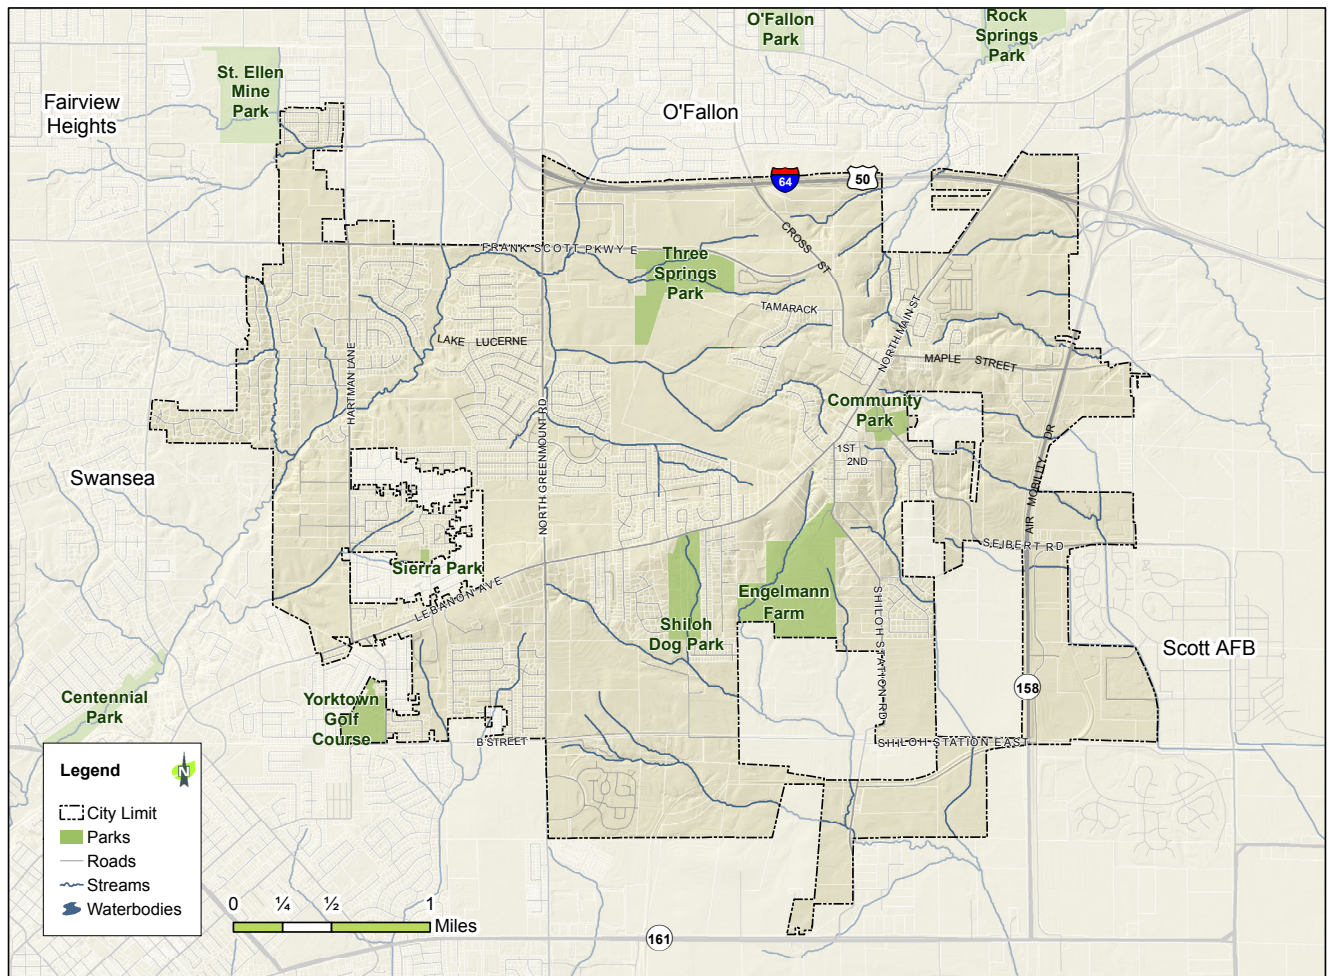 O'Fallon
Park
Rock
Springs
Park
St. Ellen
Mine
Park
Fairview
Heights
O'Fallon
64
50
CROSS ST
FRANK SCOTT PKWY E
Three
Springs
Park
TAMARACK
NORTH MAIN ST
LAKE LUCERNE
MAPLE STREET
HARTMAN LANE
NORTH GREENMOUNT RD
Community
Park
1ST
2ND
AIR MOBILITY DR
Swansea
SEIBERT RD
Sierra Park
LEBANON AVE
Engelmann
Farm
Shiloh
Dog Park
SHILOH STATION RD
Scott AFB
158
Centennial
Park
Yorktown
Golf
Course
B STREET
SHILOH STATION EAST
Legend
N
City Limit
Parks
Roads
Streams
Waterbodies
0 ¼ ½ 1
Miles
161